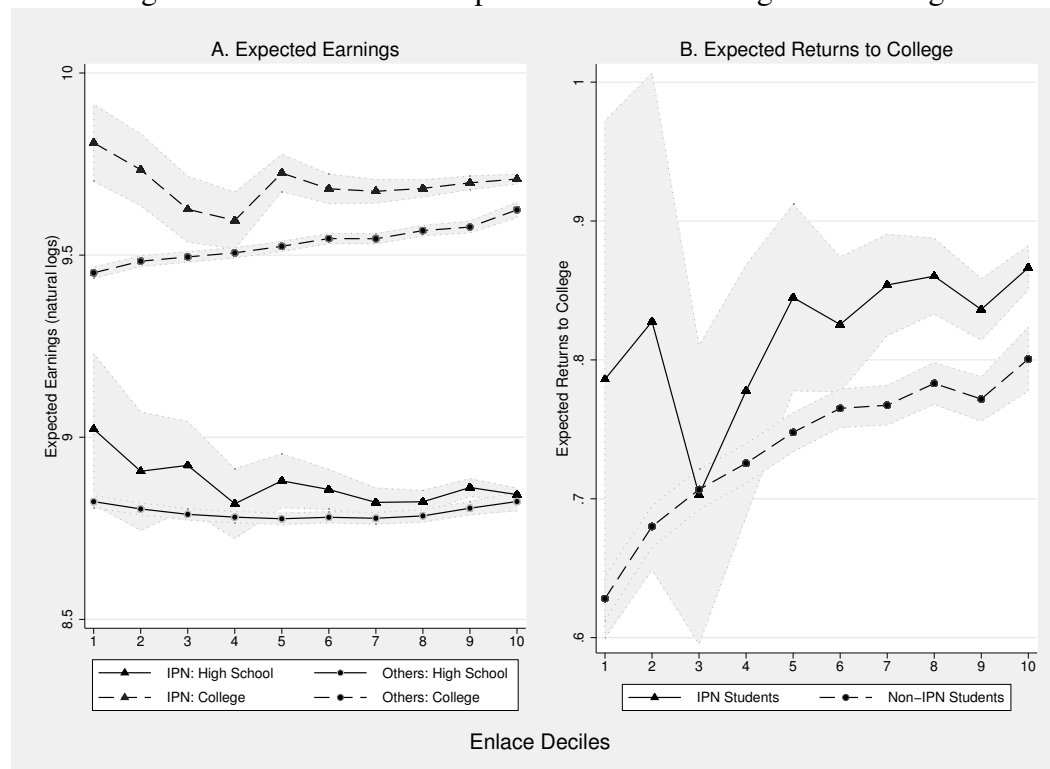 A. Expected Earnings
Expected Earnings (natural logs)
10
9.5
9
8.5
1 2 3 4 5 6 7 8 9 10
IPN: High School
Others: High School
IPN: College
Others: College
B. Expected Returns to College
Expected Returns to College
1
.9
.8
.7
.6
1 2 3 4 5 6 7 8 9 10
IPN Students
Non−IPN Students
Enlace Deciles